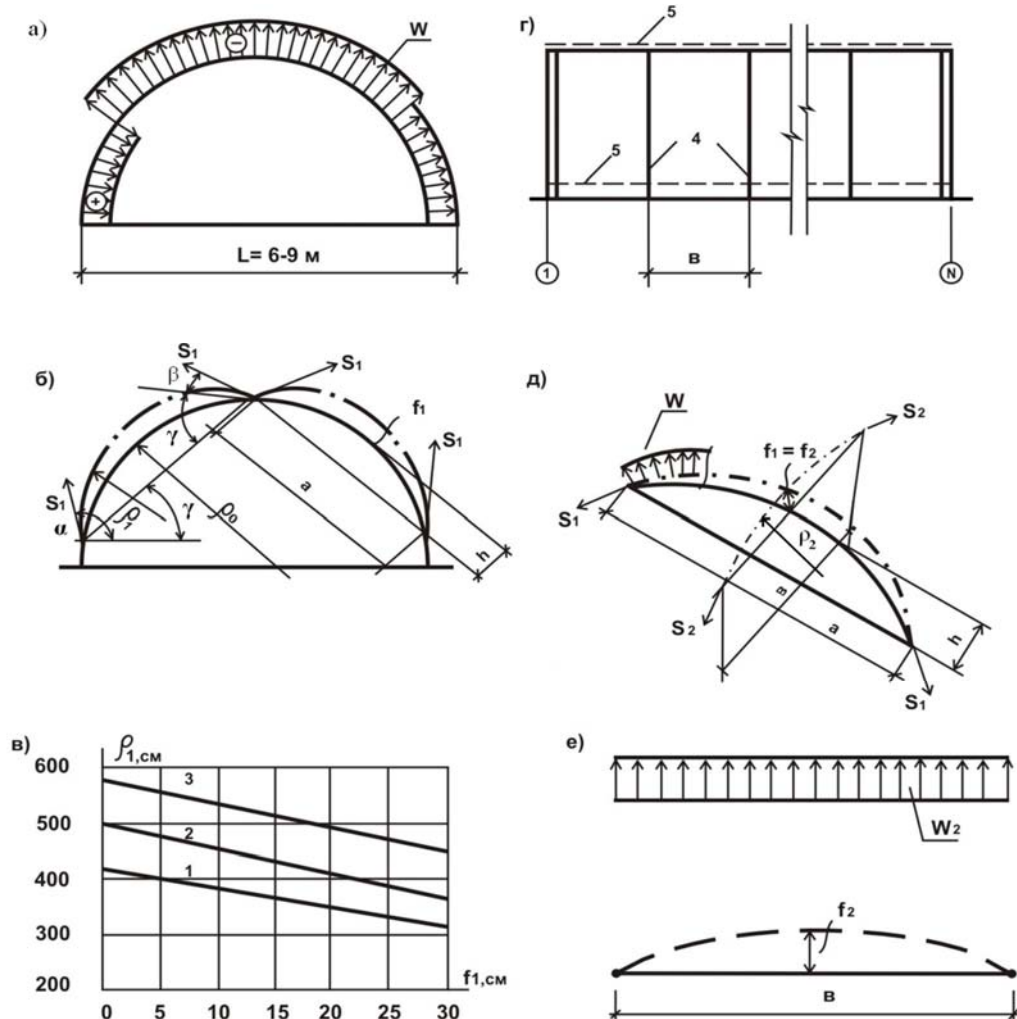 а)
W
−
+
L= 6-9 м
г)
5
5
4
В
1
N
б)
S1
S1
β
f1
γ
S1
a
S1
ρ1
γ
ρ0
α
h
д)
W
S2
f1 = f2
S1
ρ2
в
S2
a
h
S1
в)
ρ1,см
600
3
500
2
400
1
300
200
f1,см
0 5 10 15 20 25 30
е)
W2
f2
В